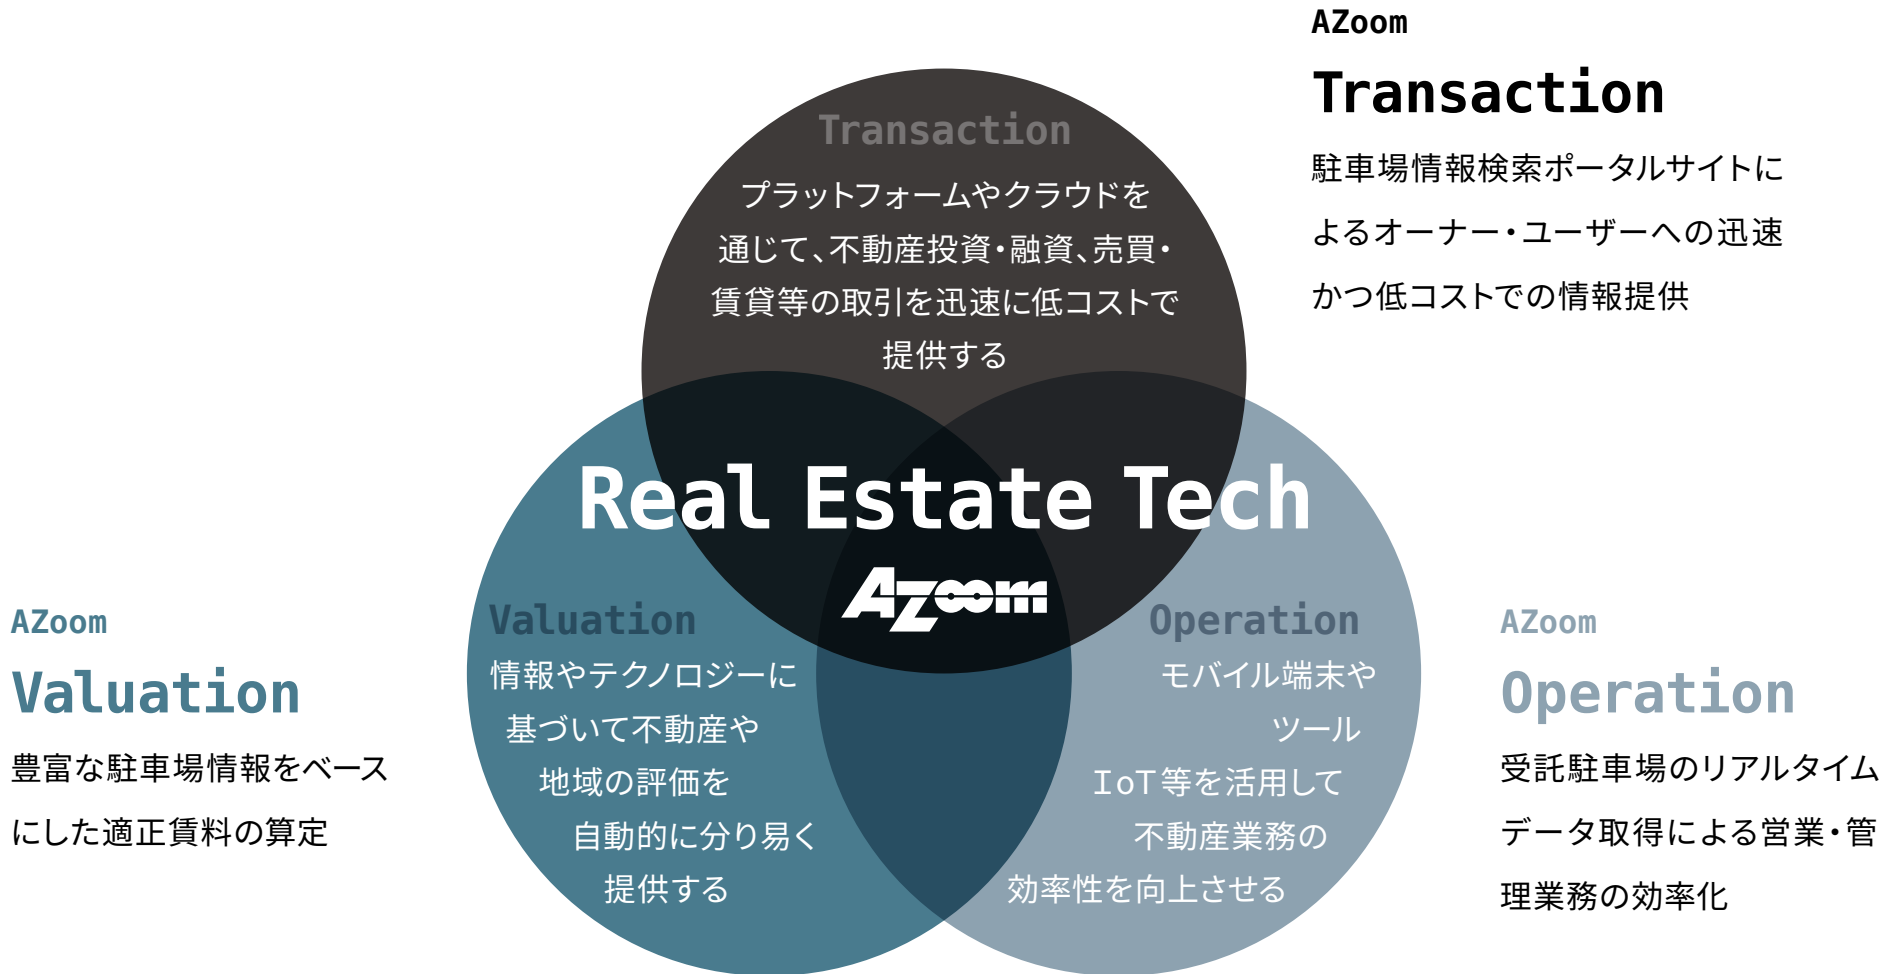 AZoom
Transaction
駐車場情報検索ポータルサイトに
よるオーナー・ユーザーへの迅速
かつ低コストでの情報提供
Transaction
プラットフォームやクラウドを
通じて、不動産投資・融資、売買・
賃貸等の取引を迅速に低コストで
提供する
Real Estate Tech
AZoom
Valuation
情報やテクノロジーに
基づいて不動産や
地域の評価を
自動的に分り易く
提供する
Operation
モバイル端末や
ツール
IoT等を活用して
不動産業務の
効率性を向上させる
AZoom
Valuation
豊富な駐車場情報をベース
にした適正賃料の算定
AZoom
Operation
受託駐車場のリアルタイム
データ取得による営業・管
理業務の効率化